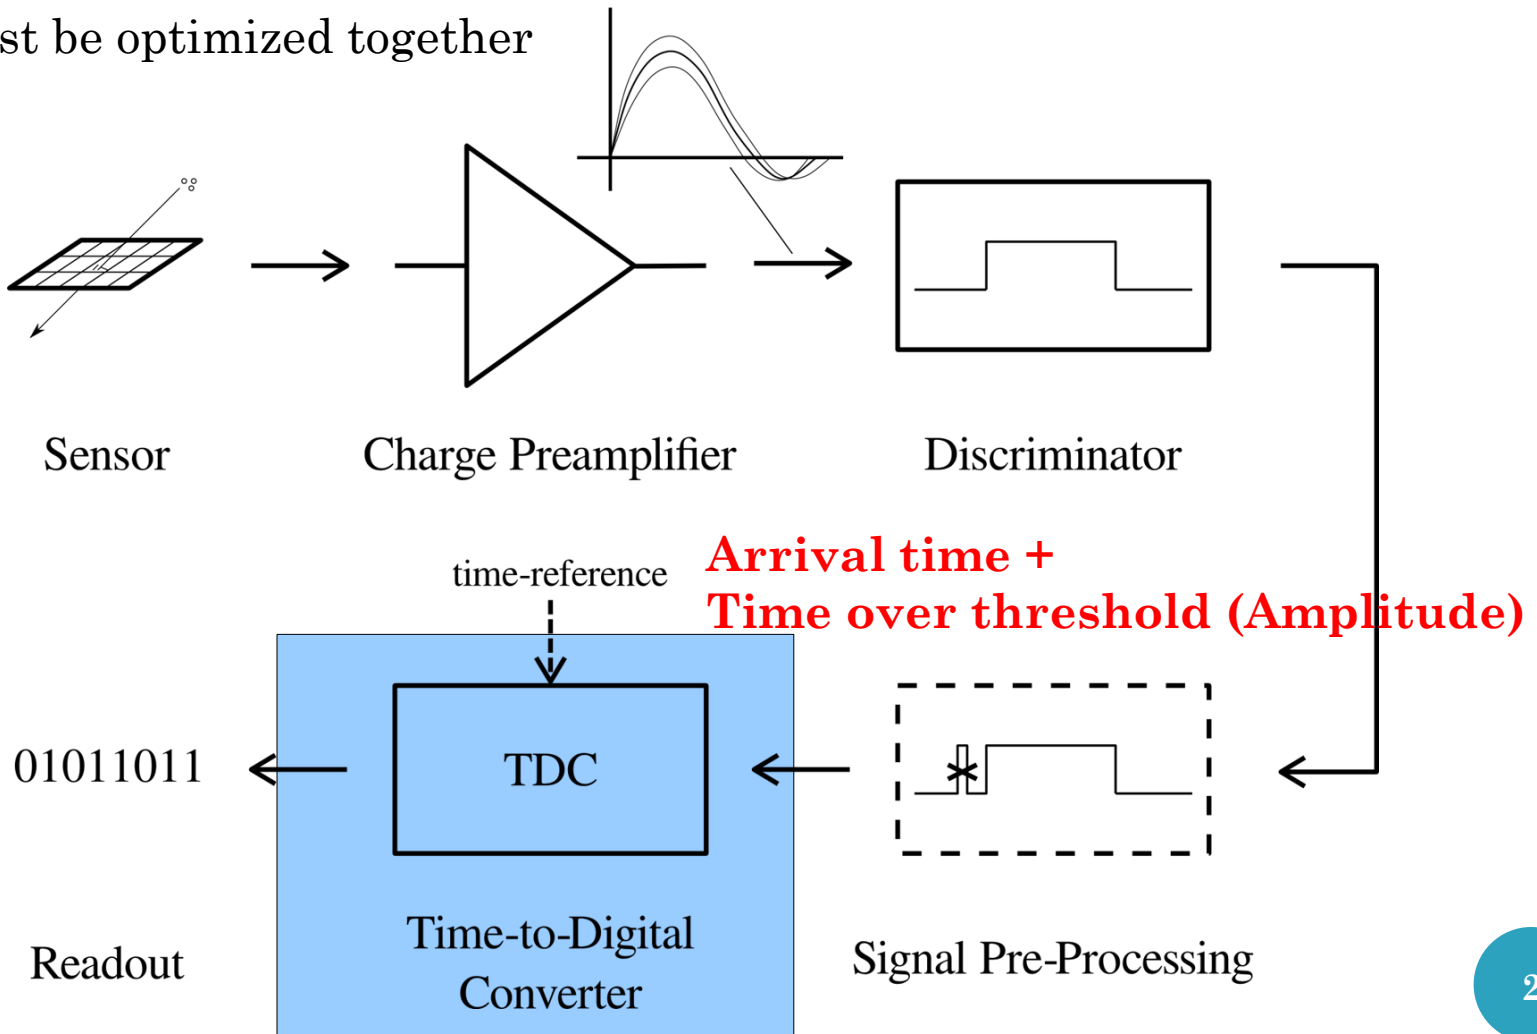 st be optimized together
Sensor
Charge Preamplifier
Discriminator
time-reference
Arrival time +
Time over threshold (Amplitude)
01011011
TDC
Readout
Time-to-Digital
Converter
Signal Pre-Processing
2